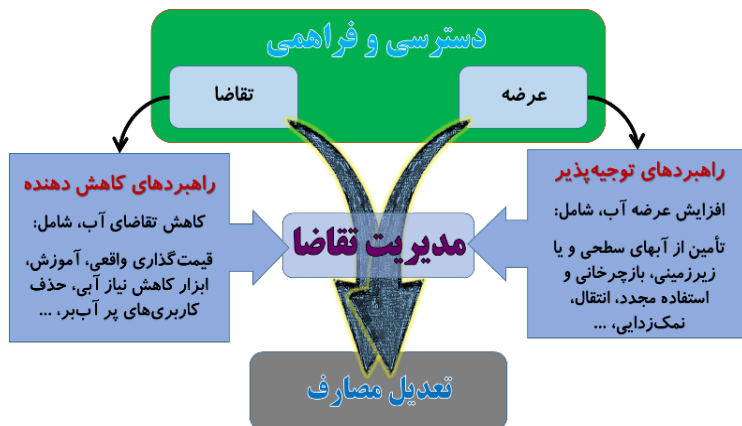 دسترسی و فراهمی
عرضه
تقاضا
راهبردهای توجیه‌پذیر
افزایش عرضه آب، شامل:
تأمین از آبهای سطحی و یا
زیرزمینی، بازچرخانی و
استفاده مجدد، انتقال،
نمک‌زدایی، ...
راهبردهای کاهش دهنده
کاهش تقاضای آب، شامل:
قیمت‌گذاری واقعی، آموزش،
ابزار کاهش نیاز آبی، حذف
کاربری‌های پر آب‌بر، ...
مدیریت تقاضا
تعدیل مصارف